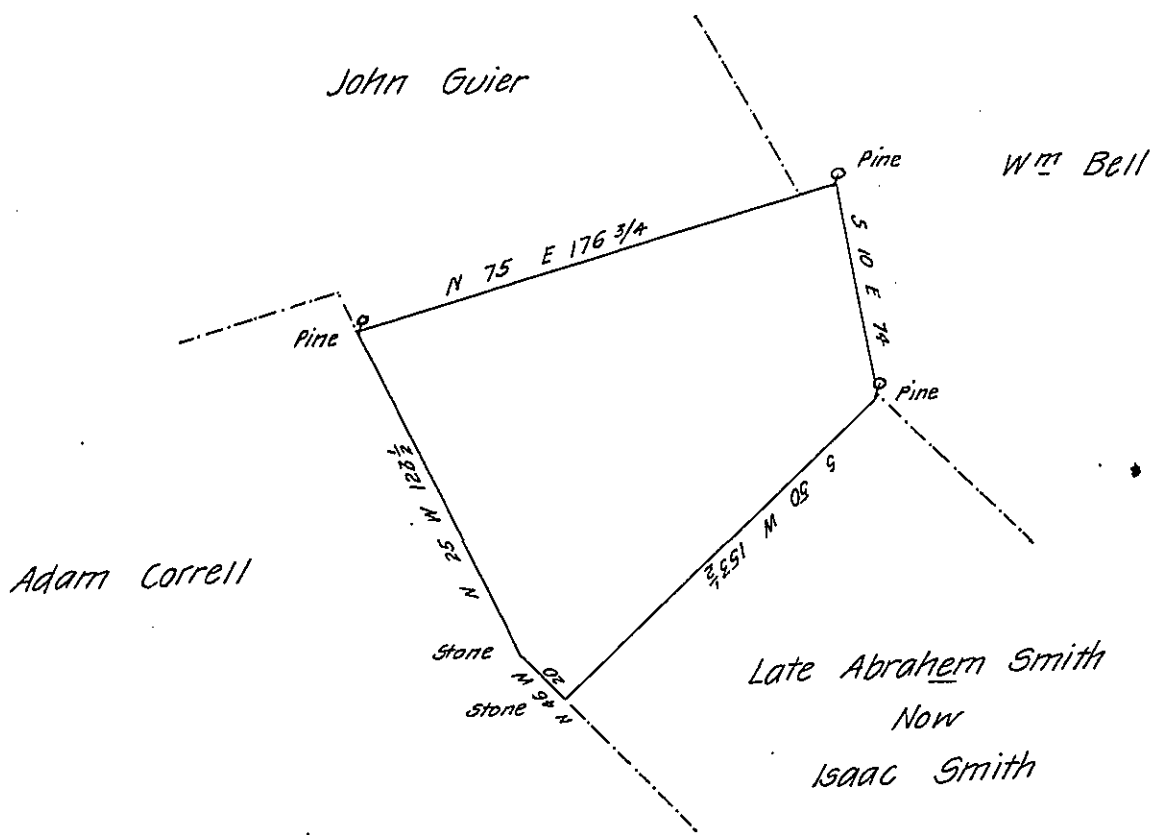 John Guier
Pine
Wm Bell
N 75 E 176 3/4
S 10 E 74
Pine
Pine
N 25 W 123½
S 50 W 153½
Adam Correll
Stone
N 46 W 20
Stone
Late Abrahem Smith
Now
Isaac Smith